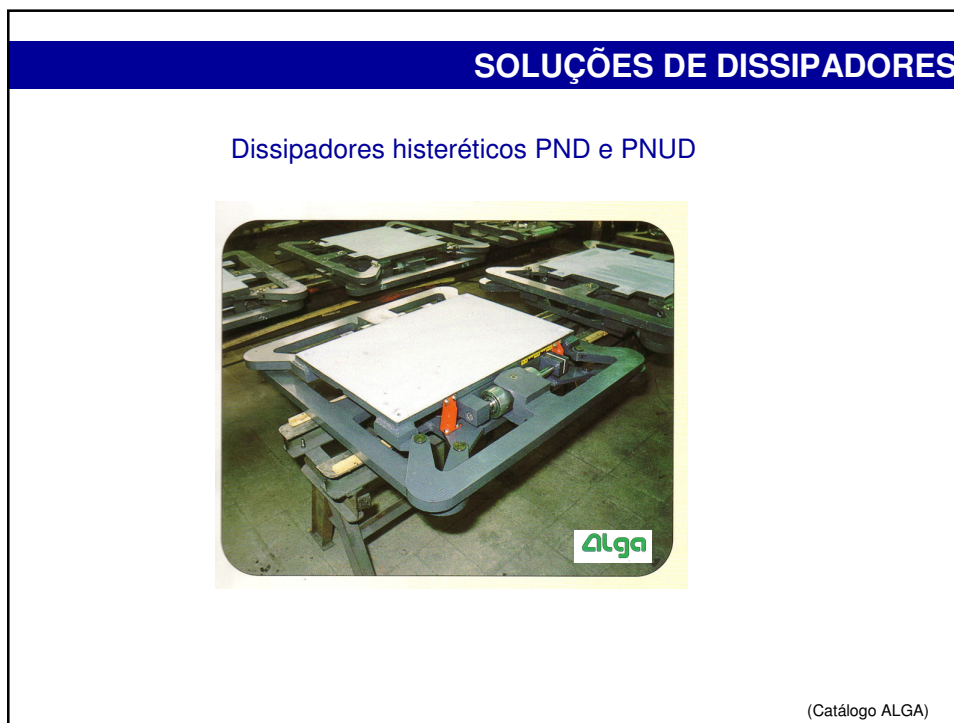 SOLUÇÕES DE DISSIPADORES
Dissipadores histeréticos PND e PNUD
ALGA
(Catálogo ALGA)